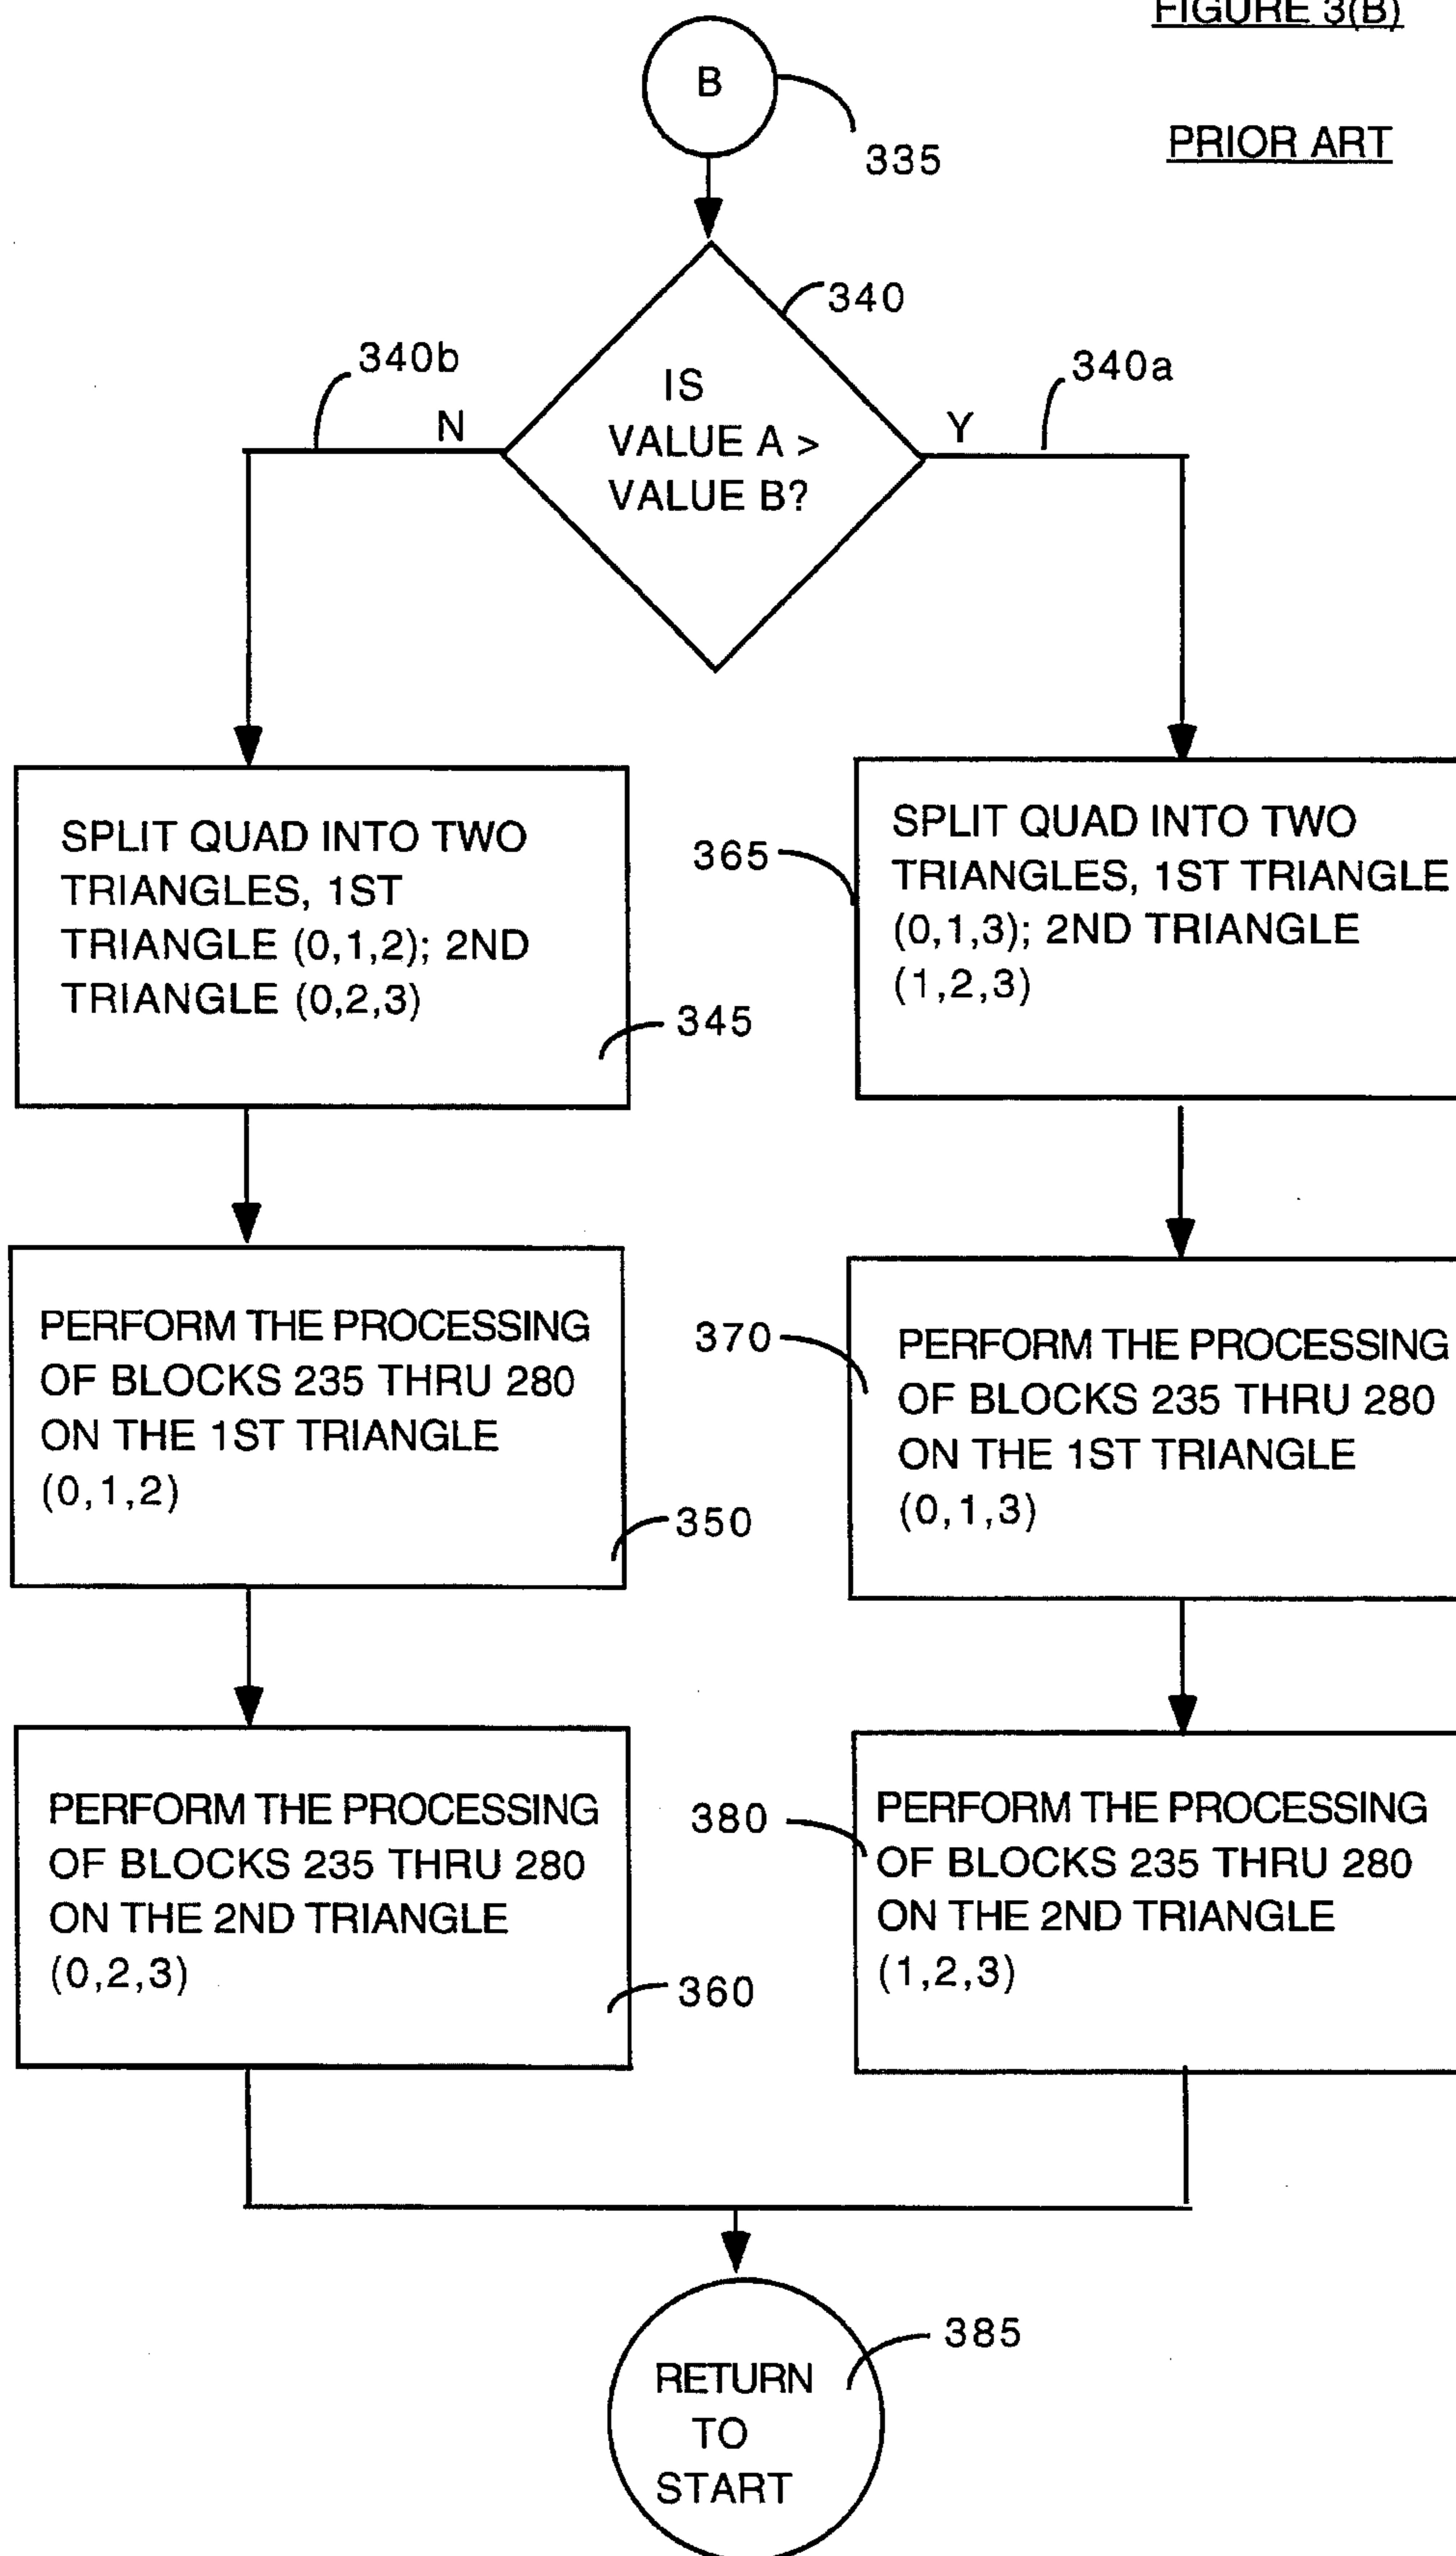 FIGURE 3(B)
PRIOR ART
B
335
340
340b
340a
N
Y
IS
VALUE A >
VALUE B?
SPLIT QUAD INTO TWO
TRIANGLES, 1ST
TRIANGLE (0,1,2); 2ND
TRIANGLE (0,2,3)
345
365
SPLIT QUAD INTO TWO
TRIANGLES, 1ST TRIANGLE
(0,1,3); 2ND TRIANGLE
(1,2,3)
PERFORM THE PROCESSING
OF BLOCKS 235 THRU 280
ON THE 1ST TRIANGLE
(0,1,2)
350
370
PERFORM THE PROCESSING
OF BLOCKS 235 THRU 280
ON THE 1ST TRIANGLE
(0,1,3)
PERFORM THE PROCESSING
OF BLOCKS 235 THRU 280
ON THE 2ND TRIANGLE
(0,2,3)
360
380
PERFORM THE PROCESSING
OF BLOCKS 235 THRU 280
ON THE 2ND TRIANGLE
(1,2,3)
385
RETURN
TO
START